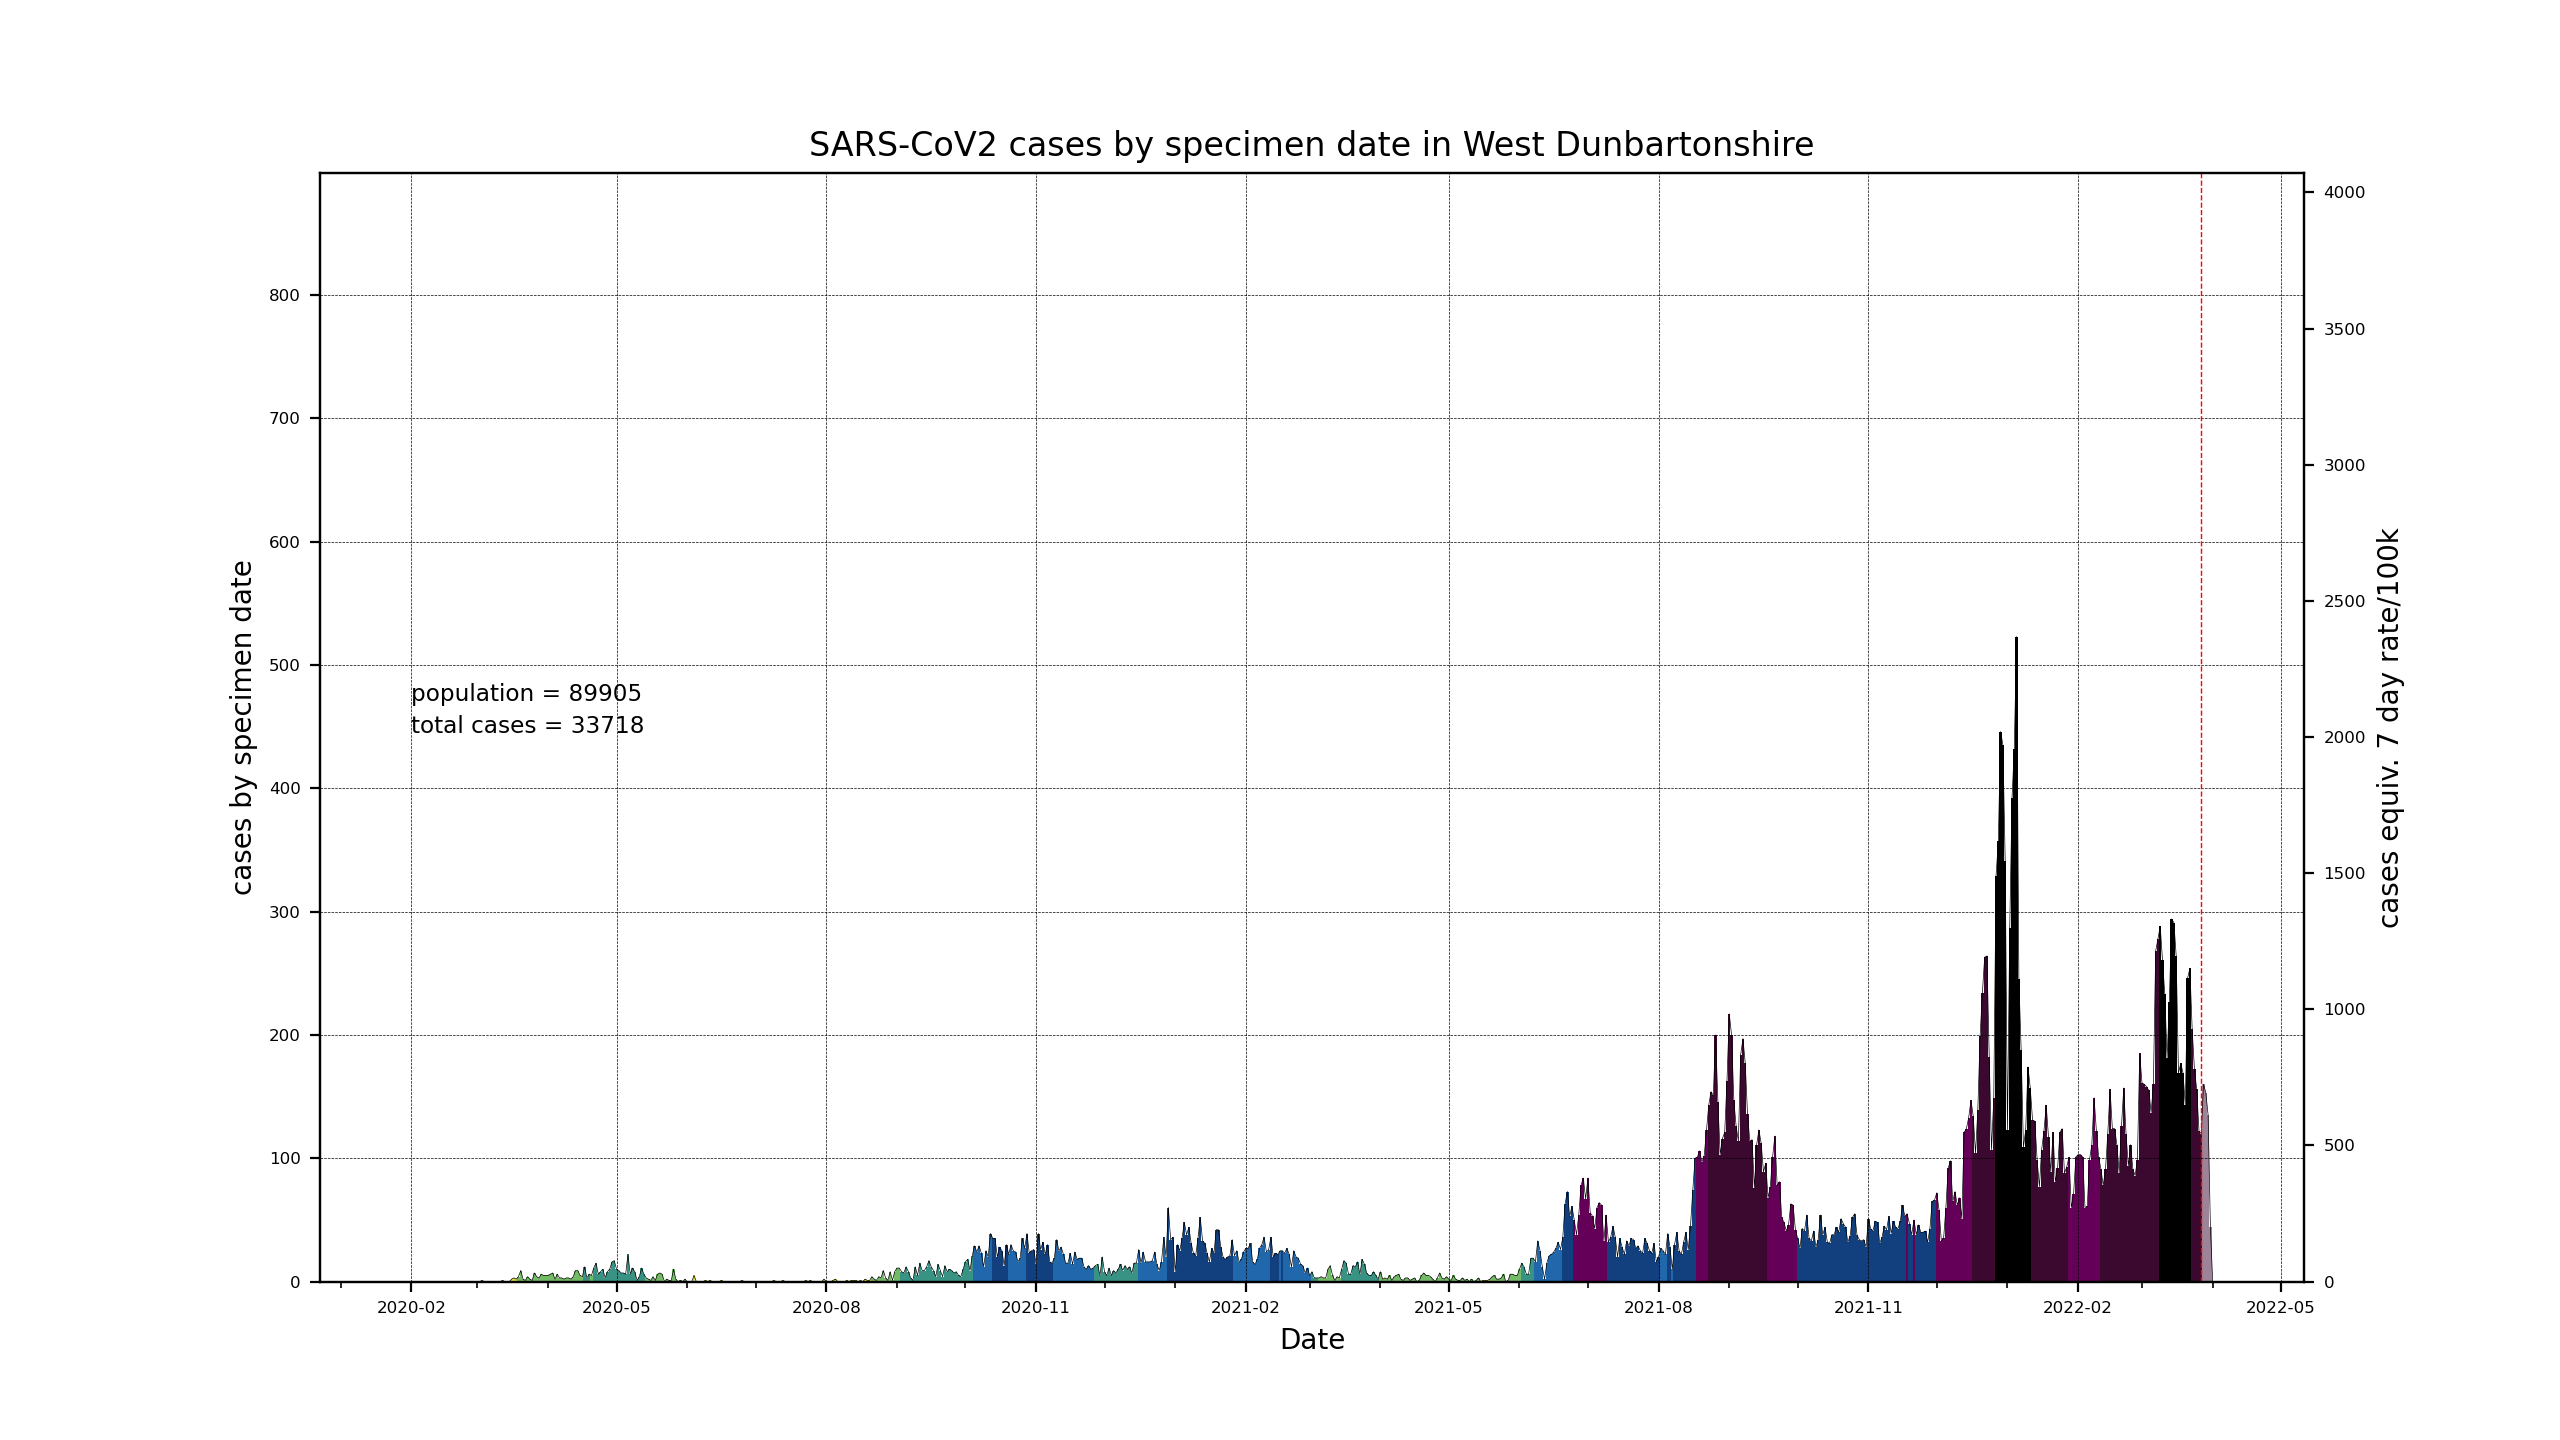 SARS-CoV2 cases by specimen date in West Dunbartonshire
cases by specimen date
800
700
600
500
400
300
200
100
0
population = 89905
total cases = 33718
4000
3500
3000
2500
2000
1500
1000
500
0
cases equiv. 7 day rate/100k
2020-02 2020-05 2020-08 2020-11 2021-02 2021-05 2021-08 2021-11 2022-02 2022-05
Date